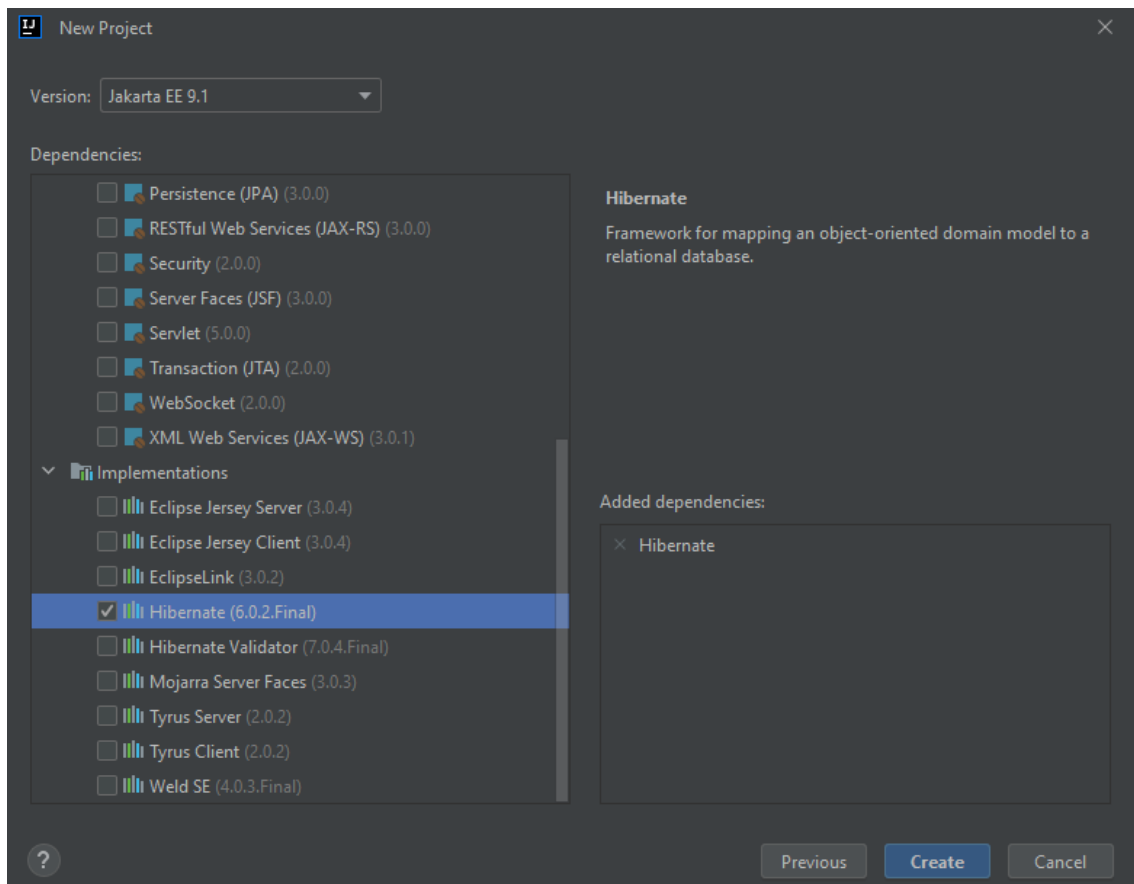 IJ
New Project
Version: Jakarta EE 9.1
Dependencies:
Persistence (JPA) (3.0.0)
RESTful Web Services (JAX-RS) (3.0.0)
Security (2.0.0)
Server Faces (JSF) (3.0.0)
Servlet (5.0.0)
Transaction (JTA) (2.0.0)
WebSocket (2.0.0)
XML Web Services (JAX-WS) (3.0.1)
Implementations
Eclipse Jersey Server (3.0.4)
Eclipse Jersey Client (3.0.4)
EclipseLink (3.0.2)
Hibernate (6.0.2.Final)
Hibernate Validator (7.0.4.Final)
Mojarra Server Faces (3.0.3)
Tyrus Server (2.0.2)
Tyrus Client (2.0.2)
Weld SE (4.0.3.Final)
Hibernate
Framework for mapping an object-oriented domain model to a
relational database.
Added dependencies:
Hibernate
?
Previous
Create
Cancel